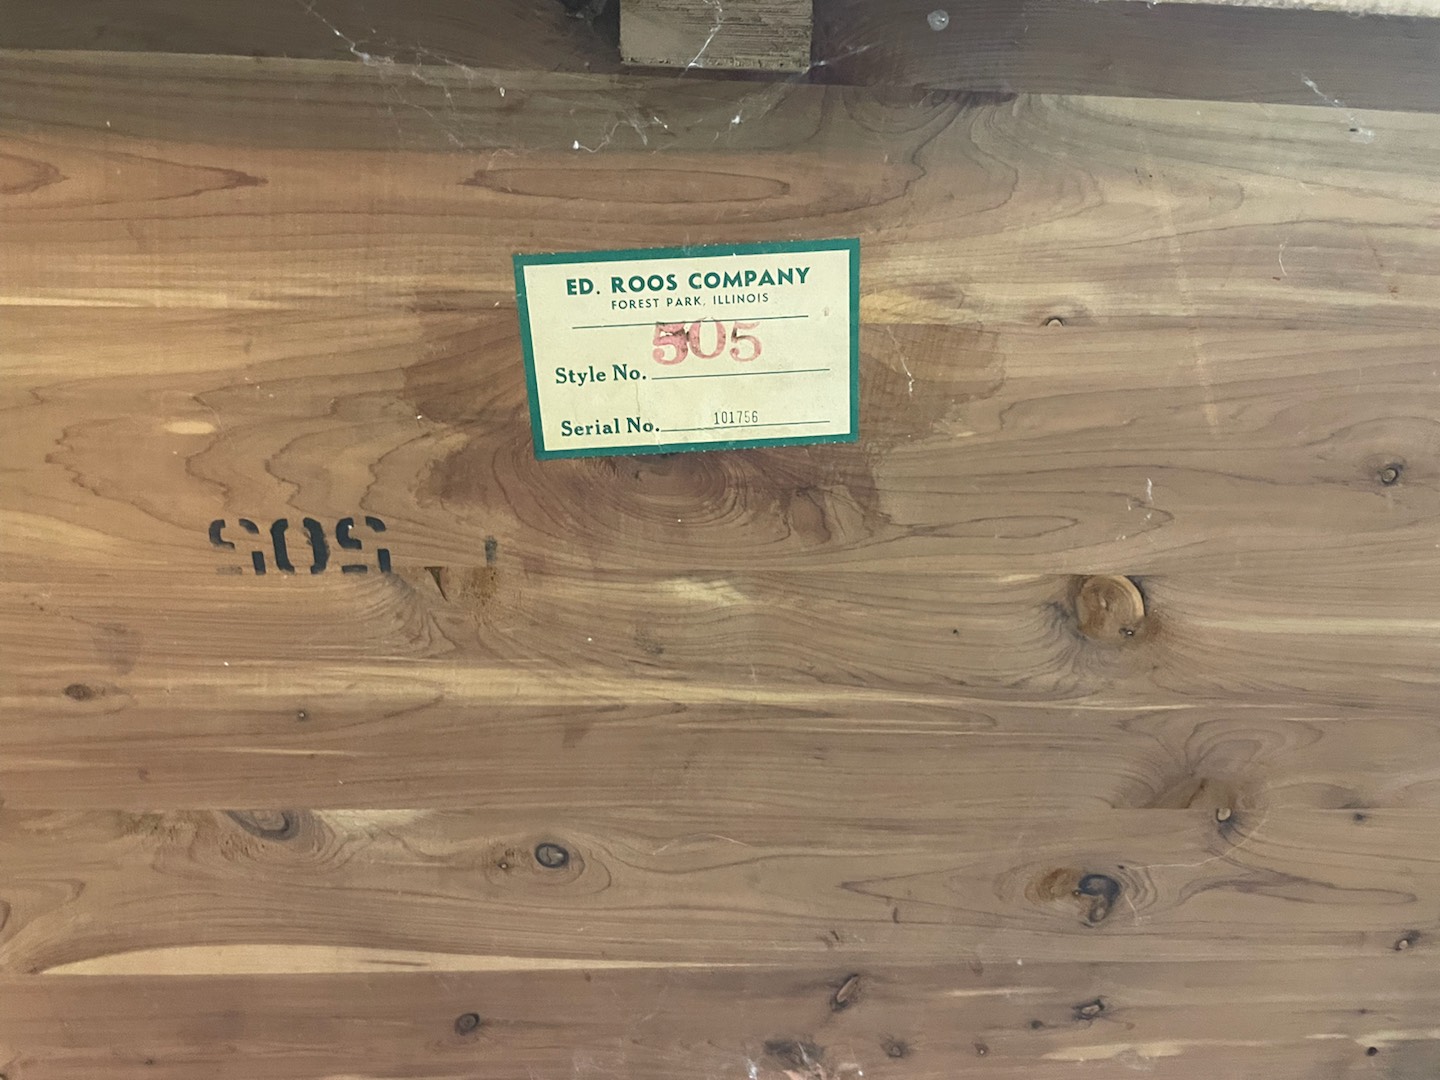 ED. ROOS COMPANY
FOREST PARK, ILLINOIS
505
Style No.
Serial No. 101756
505